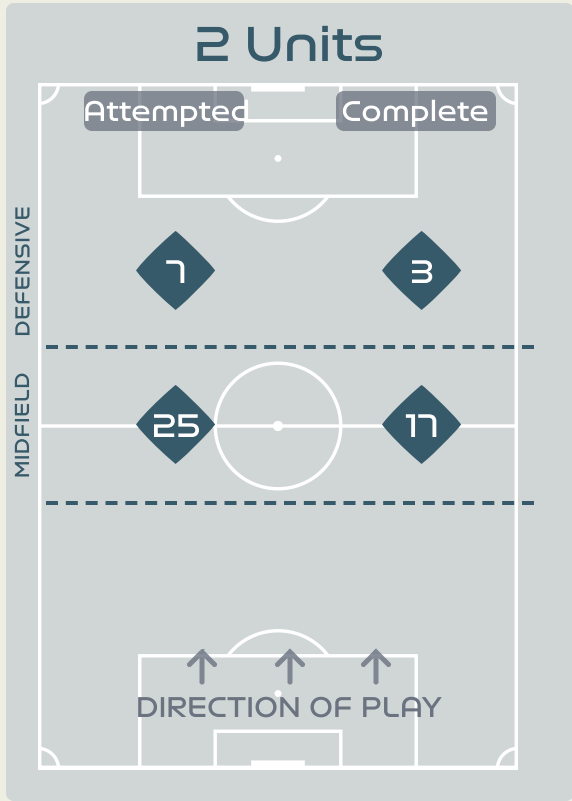 2 Units
Attempted
Complete
DEFENSIVE
7
3
MIDFIELD
25
17
DIRECTION OF PLAY